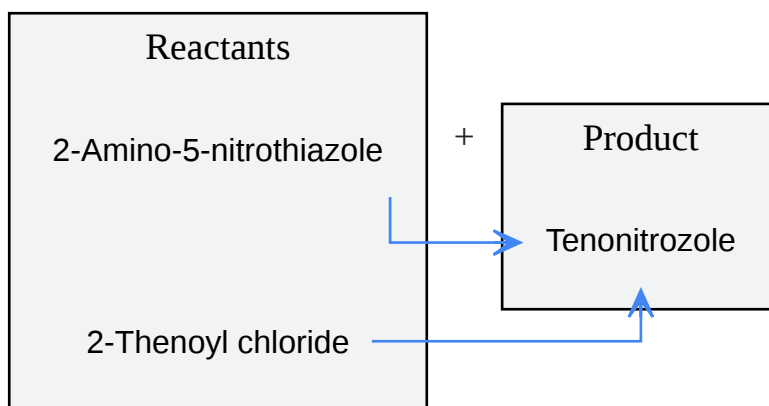 Reactants
2-Amino-5-nitrothiazole
2-Thenoyl chloride
+
Product
Tenonitrozole